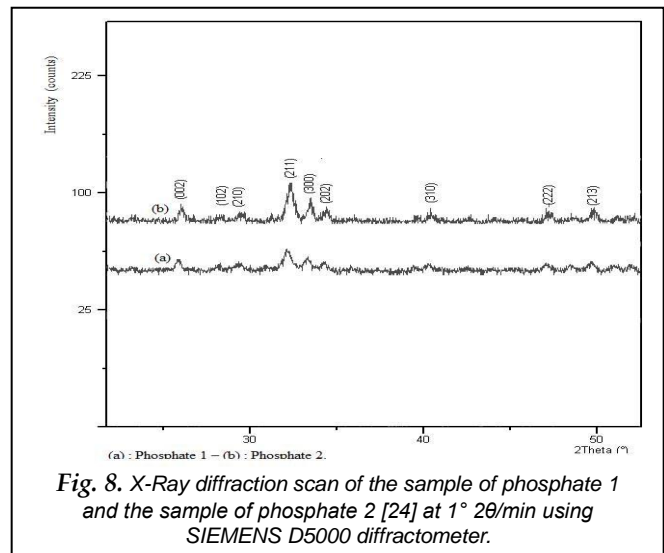 Intensity (counts)
225
100
25
(002)
(102)
(210)
(211)
(300)
(202)
(310)
(222)
(213)
(b)
(a)
30
40
50
2Theta (°)
(a) : Phosphate 1 – (b) : Phosphate 2.
Fig. 8. X-Ray diffraction scan of the sample of phosphate 1
and the sample of phosphate 2 [24] at 1° 2θ/min using
SIEMENS D5000 diffractometer.